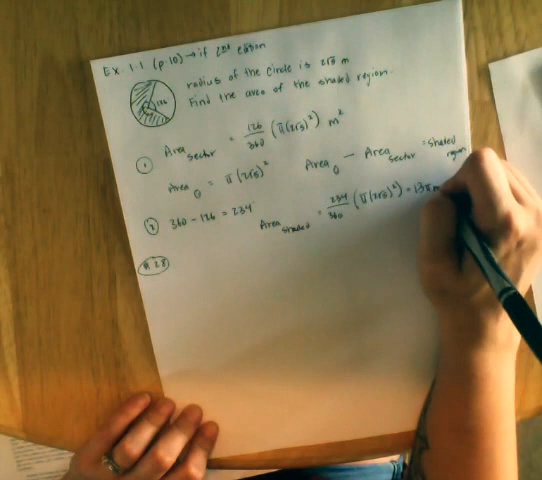 Ex. 1.1 (p.10) → if 2nd edition
radius of the circle is 2√5 m
Find the area of the shaded region.
126
① Area sector = 126/360 (π(2√5)²) m²
Area ○ = π(2√5)²
Area ○ - Area sector = shaded region
② 360 - 126 = 234
Area shaded = 234/360 (π(2√5)²) = 13π m
# 28